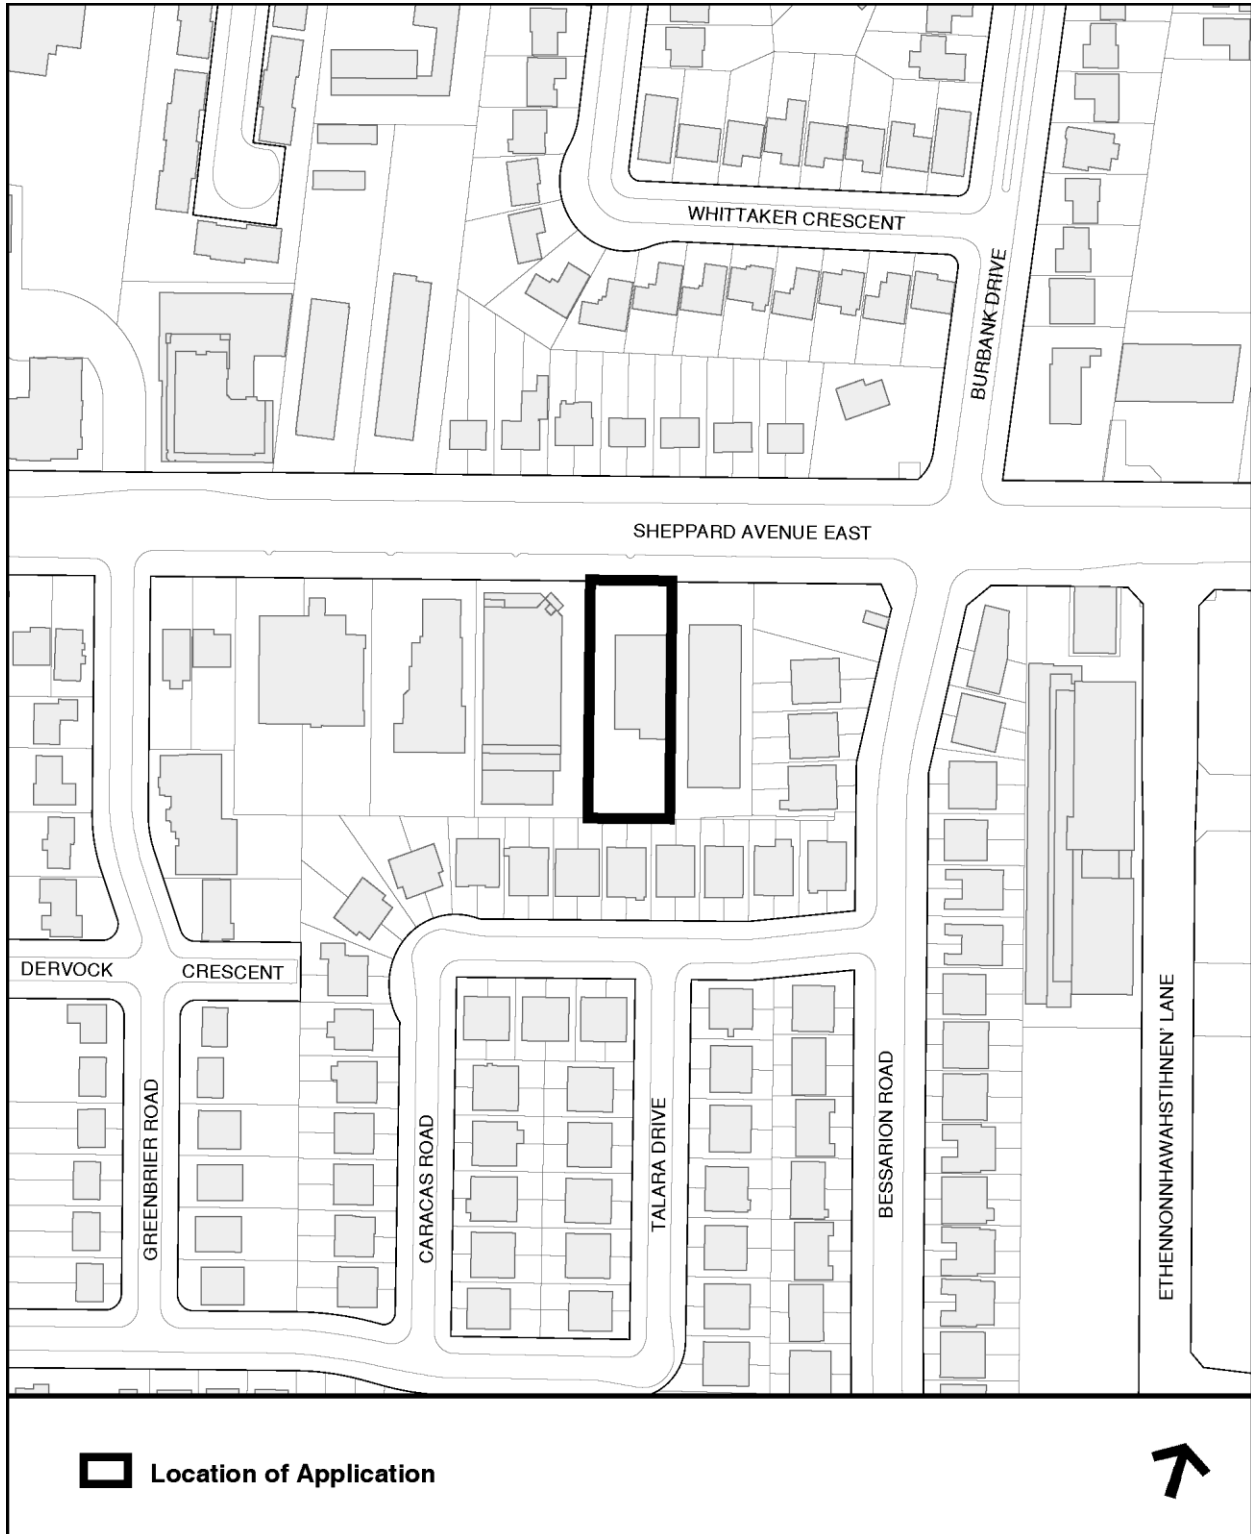 WHITTAKER CRESCENT
BURBANK DRIVE
SHEPPARD AVENUE EAST
DERVOCK CRESCENT
GREENBRIER ROAD
CARACAS ROAD
TALARA DRIVE
BESSARION ROAD
ETHENNONNHAWAHSTIHNEN' LANE
Location of Application